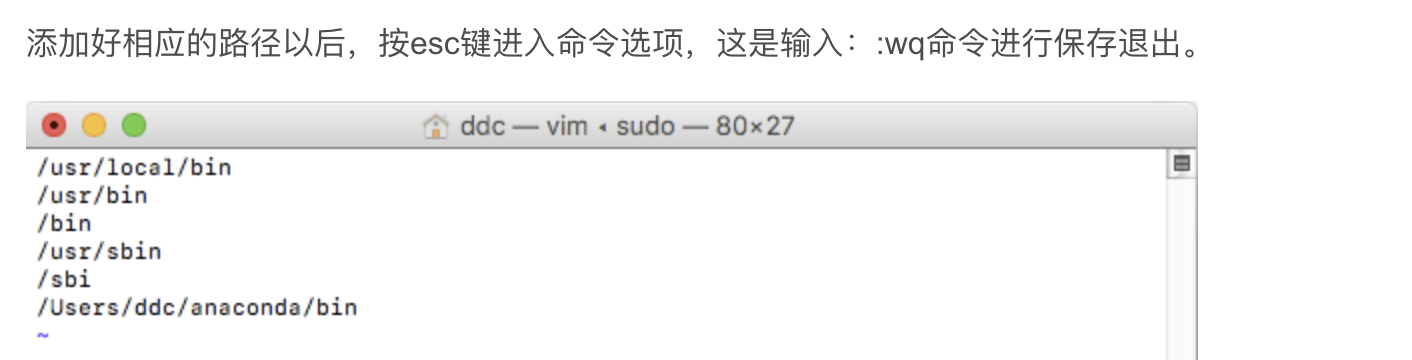 添加好相应的路径以后，按esc键进入命令选项，这是输入：:wq命令进行保存退出。
ddc — vim ◂ sudo — 80×27
/usr/local/bin
/usr/bin
/bin
/usr/sbin
/sbi
/Users/ddc/anaconda/bin
~